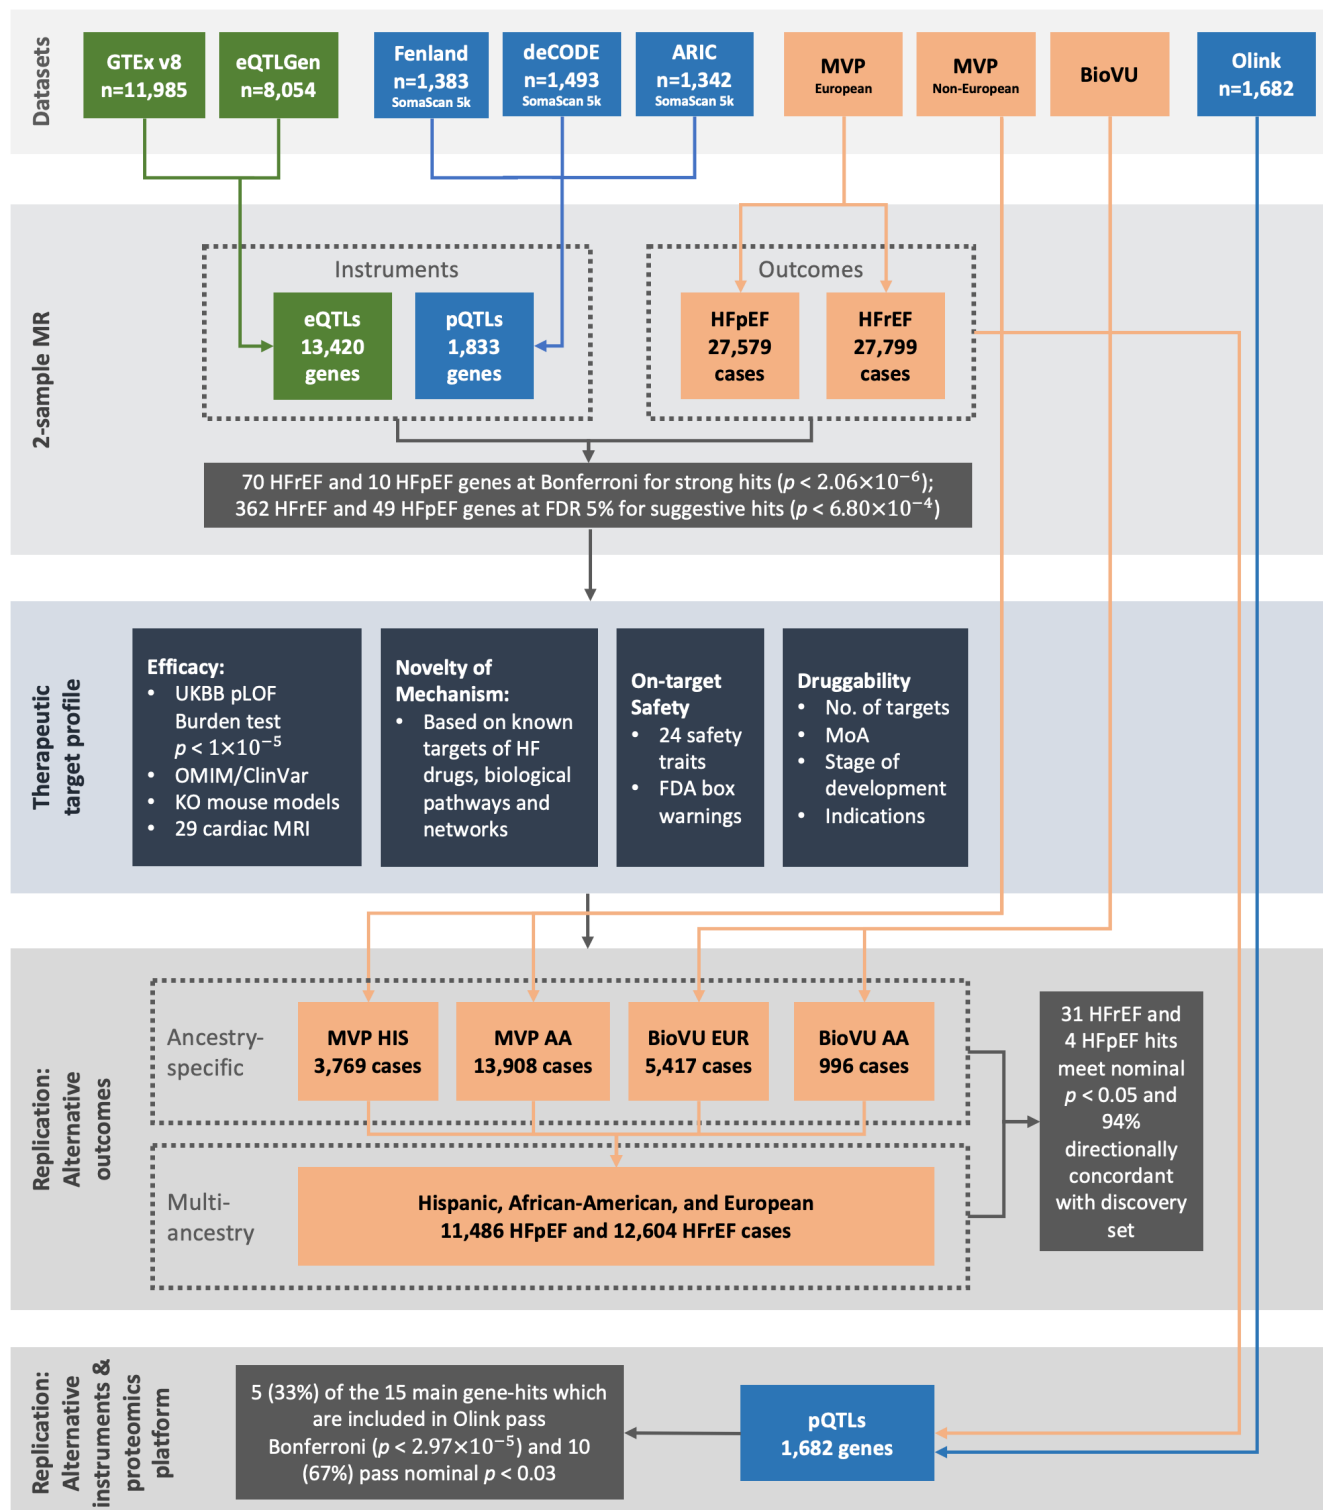 Datasets
GTEx v8
n=11,985
eQTLGen
n=8,054
Fenland
n=1,383
SomaScan 5k
deCODE
n=1,493
SomaScan 5k
ARIC
n=1,342
SomaScan 5k
MVP
European
MVP
Non-European
BioVU
Olink
n=1,682
2-sample MR
Instruments
eQTLs
13,420
genes
pQTLs
1,833
genes
Outcomes
HFpEF
27,579
cases
HFrEF
27,799
cases
70 HFrEF and 10 HFpEF genes at Bonferroni for strong hits (p < 2.06×10⁻⁶);
362 HFrEF and 49 HFpEF genes at FDR 5% for suggestive hits (p < 6.80×10⁻⁴)
Therapeutic
target profile
Efficacy:
• UKBB pLOF
Burden test
p < 1×10⁻⁵
• OMIM/ClinVar
• KO mouse models
• 29 cardiac MRI
Novelty of
Mechanism:
• Based on known
targets of HF
drugs, biological
pathways and
networks
On-target
Safety
• 24 safety
traits
• FDA box
warnings
Druggability
• No. of targets
• MoA
• Stage of
development
• Indications
Replication:
Alternative
outcomes
Ancestry-
specific
MVP HIS
3,769 cases
MVP AA
13,908 cases
BioVU EUR
5,417 cases
BioVU AA
996 cases
Multi-
ancestry
Hispanic, African-American, and European
11,486 HFpEF and 12,604 HFrEF cases
31 HFrEF and
4 HFpEF hits
meet nominal
p < 0.05 and
94%
directionally
concordant
with discovery
set
Replication:
Alternative
instruments &
proteomics
platform
5 (33%) of the 15 main gene-hits which
are included in Olink pass
Bonferroni (p < 2.97×10⁻⁵) and 10
(67%) pass nominal p < 0.03
pQTLs
1,682 genes